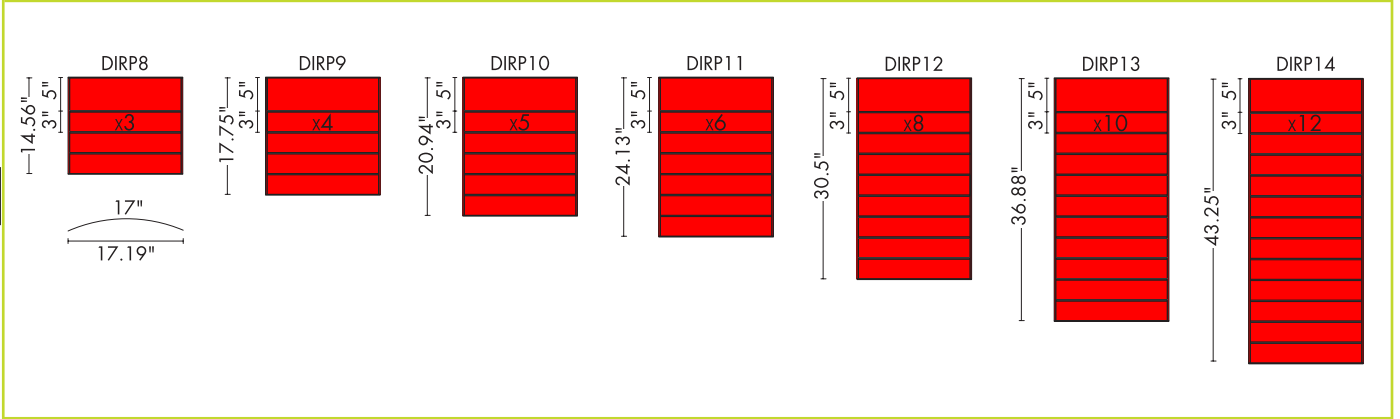 DIRP8
14.56"
5"
3"
x3
17"
17.19"
DIRP9
17.75"
5"
3"
x4
DIRP10
20.94"
5"
3"
x5
DIRP11
24.13"
5"
3"
x6
DIRP12
30.5"
5"
3"
x8
DIRP13
36.88"
5"
3"
x10
DIRP14
43.25"
5"
3"
x12